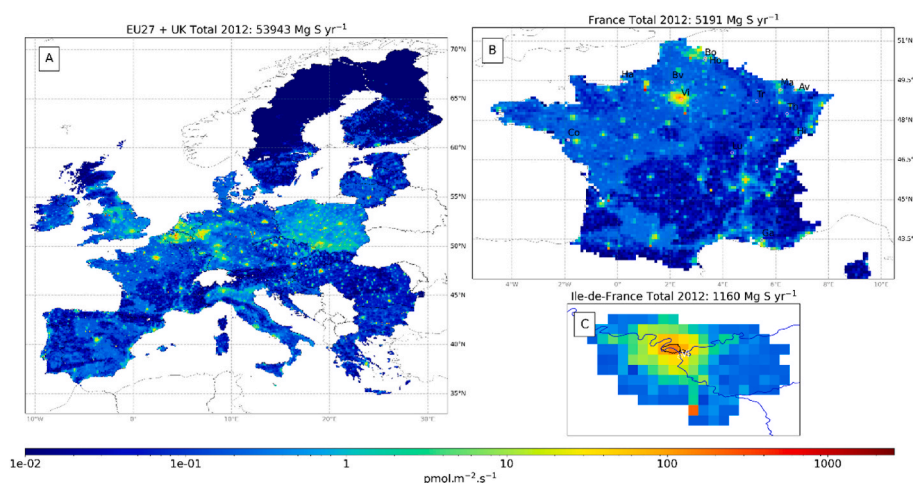 EU27 + UK Total 2012: 53943 Mg S yr⁻¹
A
70°N
65°N
60°N
55°N
50°N
45°N
40°N
35°N
10°W
0°
10°E
20°E
30°E
France Total 2012: 5191 Mg S yr⁻¹
B
51°N
49.5°N
48°N
46.5°N
45°N
43.5°N
4°W
2°W
0°
2°E
4°E
6°E
8°E
10°E
Bo
Ha
Bv
Ma
Av
Vi
Tr
Co
Ile-de-France Total 2012: 1160 Mg S yr⁻¹
C
1e-02
1e-01
1
10
100
1000
pmol.m⁻².s⁻¹